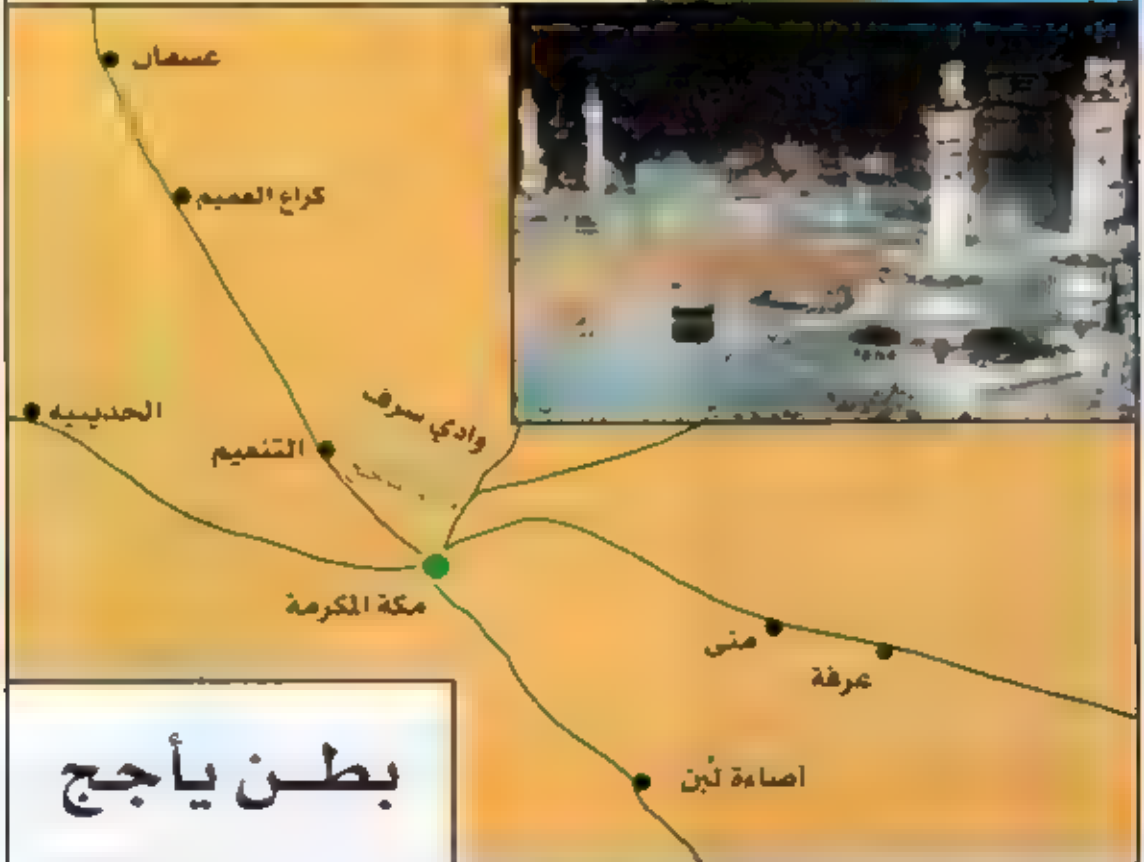 عسفان
كراع الغميم
الحديبية
التنعيم
وادي سرف
مكة المكرمة
منى
عرفة
اضاءة لبن
بطن يأجج